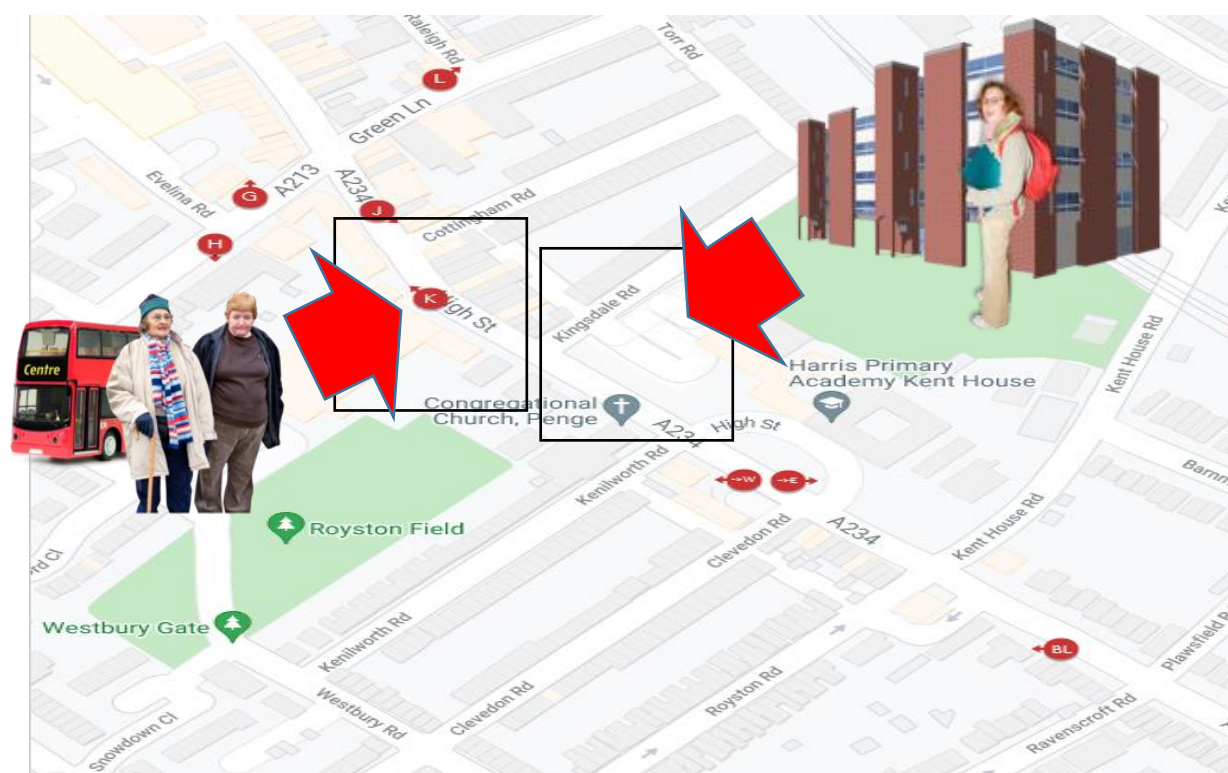 Raleigh Rd
Torr Rd
L
Green Ln
Evelina Rd
G
A213
A234
J
Cottingham Rd
H
K
High St
Kingsdale Rd
Kent House Rd
Centre
Harris Primary
Academy Kent House
Congregational
Church, Penge
A234
High St
Kenilworth Rd
->W
->E
Royston Field
Clevedon Rd
A234
Kent House Rd
Westbury Gate
Kenilworth Rd
BL
Westbury Rd
Clevedon Rd
Royston Rd
Snowdown Cl
Ravenscroft Rd